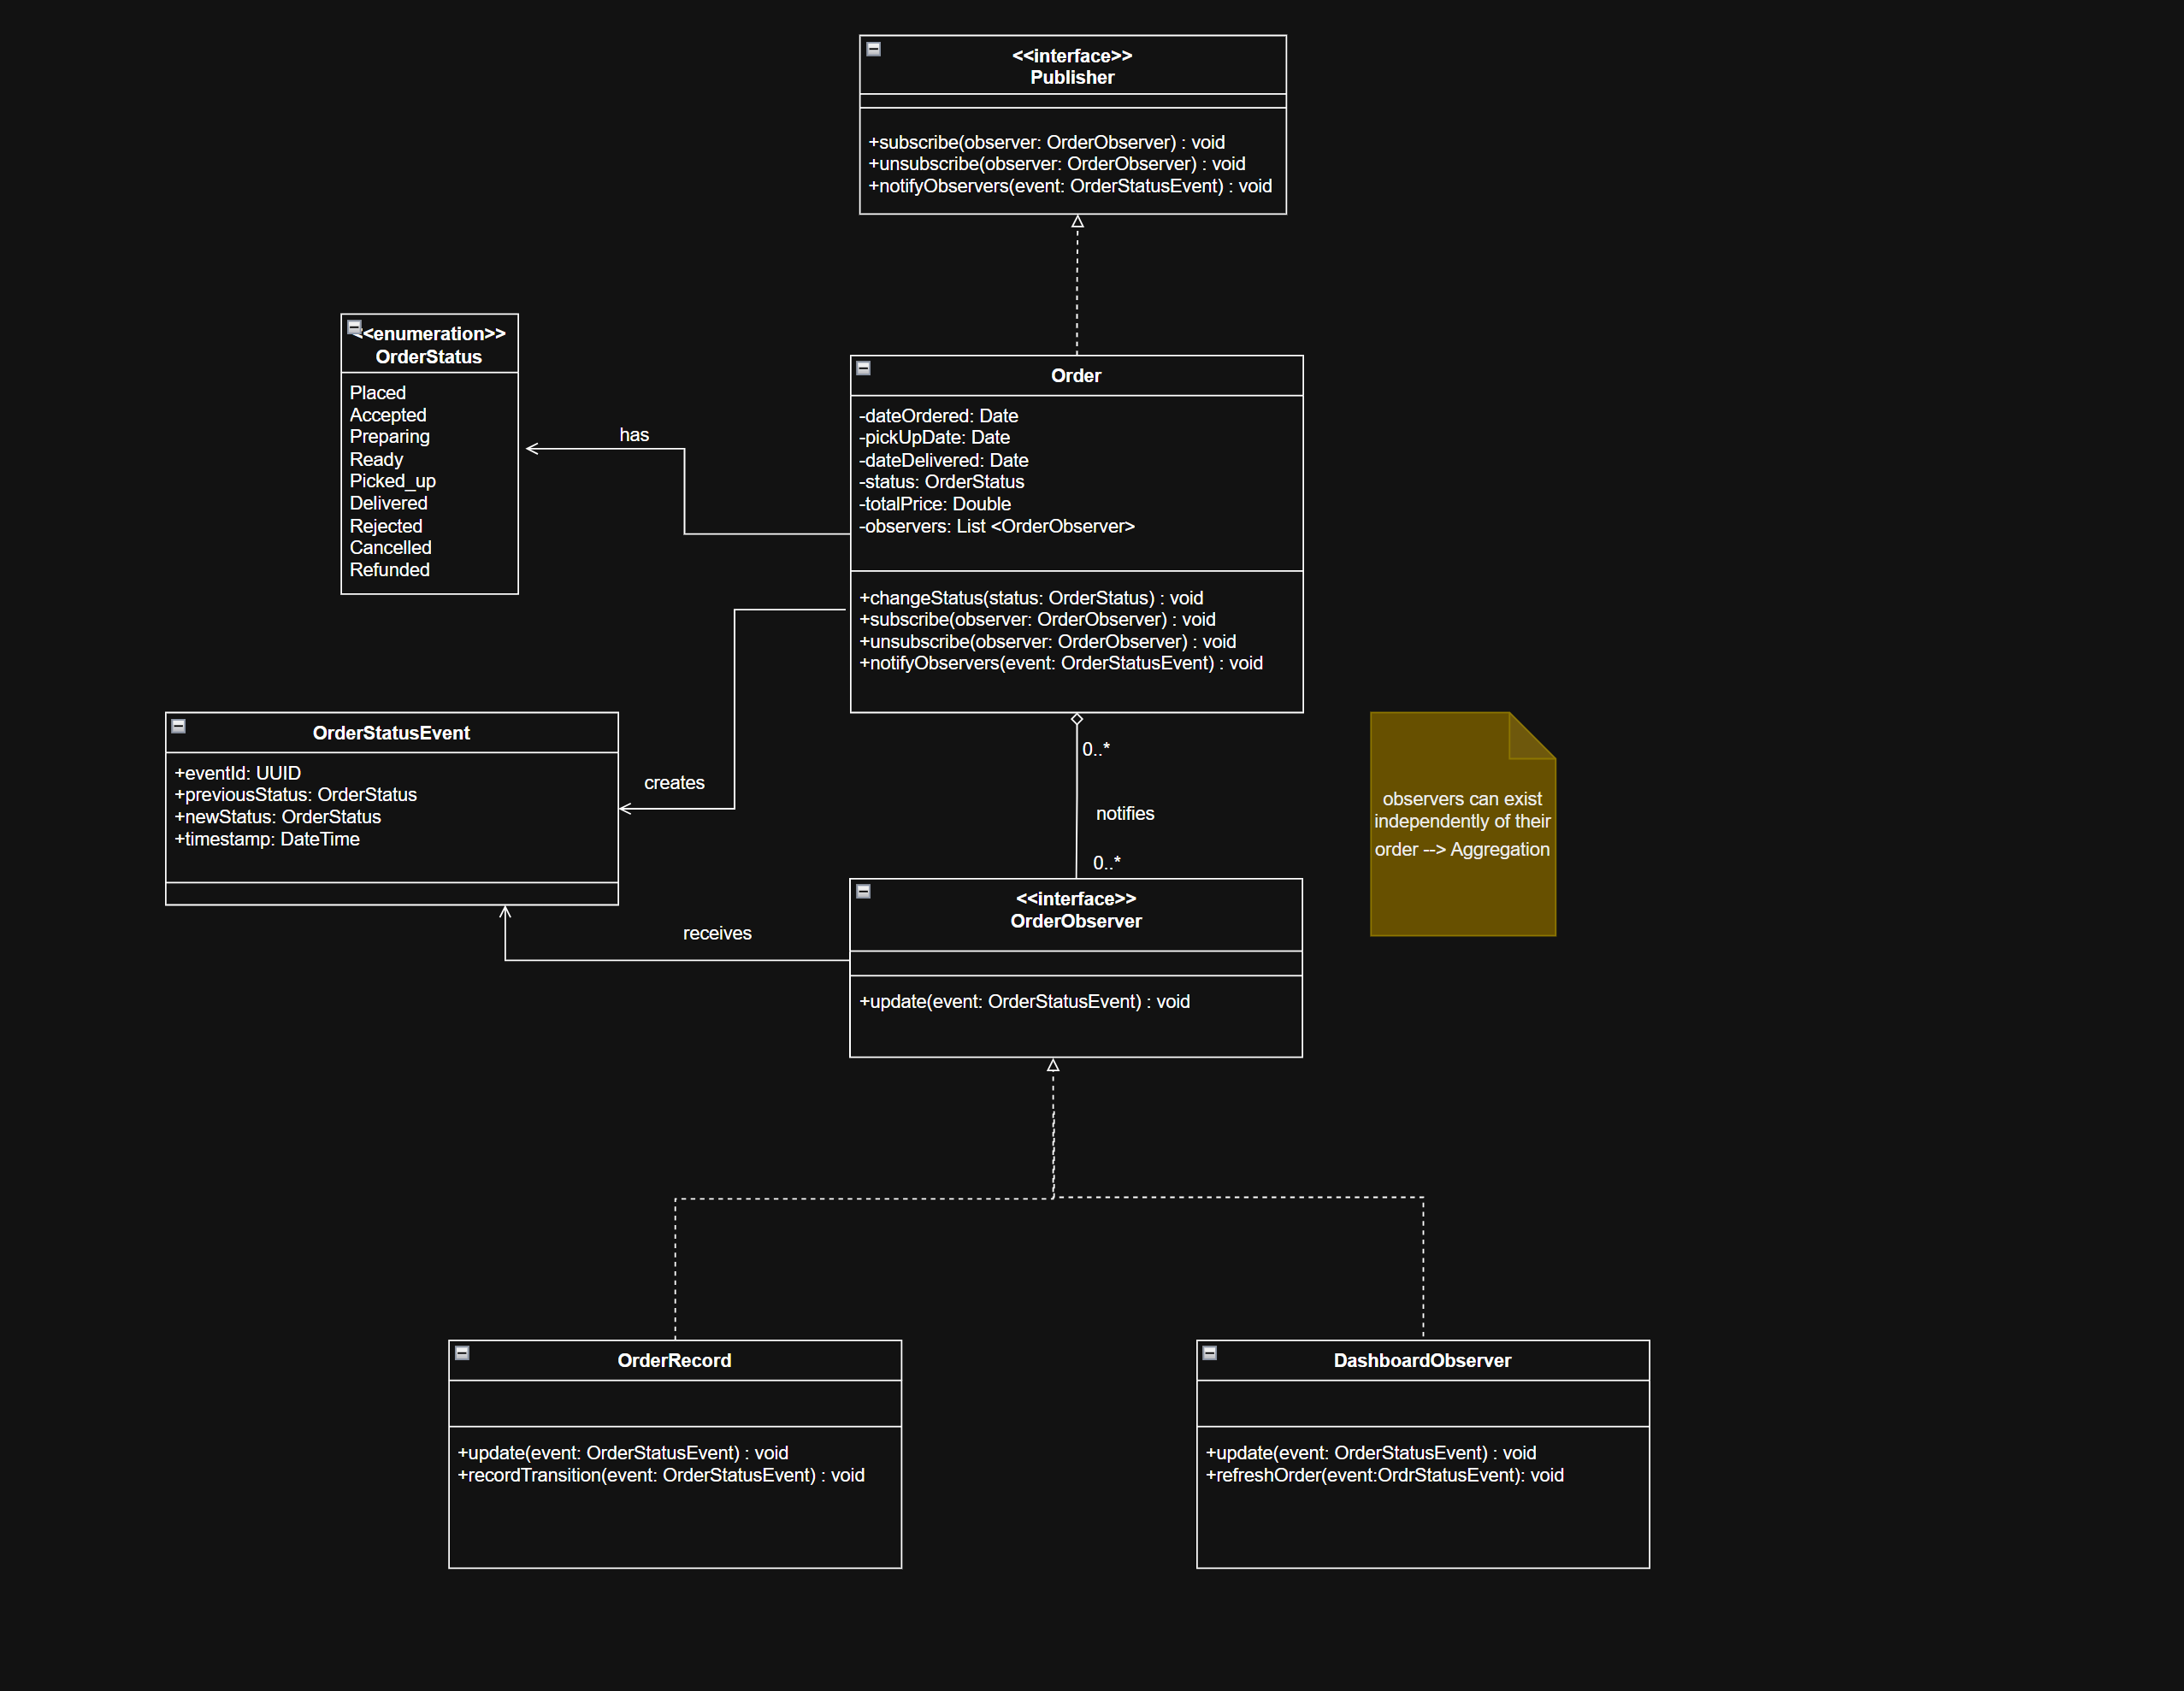 <<interface>>
Publisher
+subscribe(observer: OrderObserver) : void
+unsubscribe(observer: OrderObserver) : void
+notifyObservers(event: OrderStatusEvent) : void
<<enumeration>>
OrderStatus
Placed
Accepted
Preparing
Ready
Picked_up
Delivered
Rejected
Cancelled
Refunded
has
Order
-dateOrdered: Date
-pickUpDate: Date
-dateDelivered: Date
-status: OrderStatus
-totalPrice: Double
-observers: List <OrderObserver>
+changeStatus(status: OrderStatus) : void
+subscribe(observer: OrderObserver) : void
+unsubscribe(observer: OrderObserver) : void
+notifyObservers(event: OrderStatusEvent) : void
OrderStatusEvent
+eventId: UUID
+previousStatus: OrderStatus
+newStatus: OrderStatus
+timestamp: DateTime
creates
0..*
notifies
0..*
observers can exist
independently of their
order --> Aggregation
receives
<<interface>>
OrderObserver
+update(event: OrderStatusEvent) : void
OrderRecord
+update(event: OrderStatusEvent) : void
+recordTransition(event: OrderStatusEvent) : void
DashboardObserver
+update(event: OrderStatusEvent) : void
+refreshOrder(event:OrdrStatusEvent): void